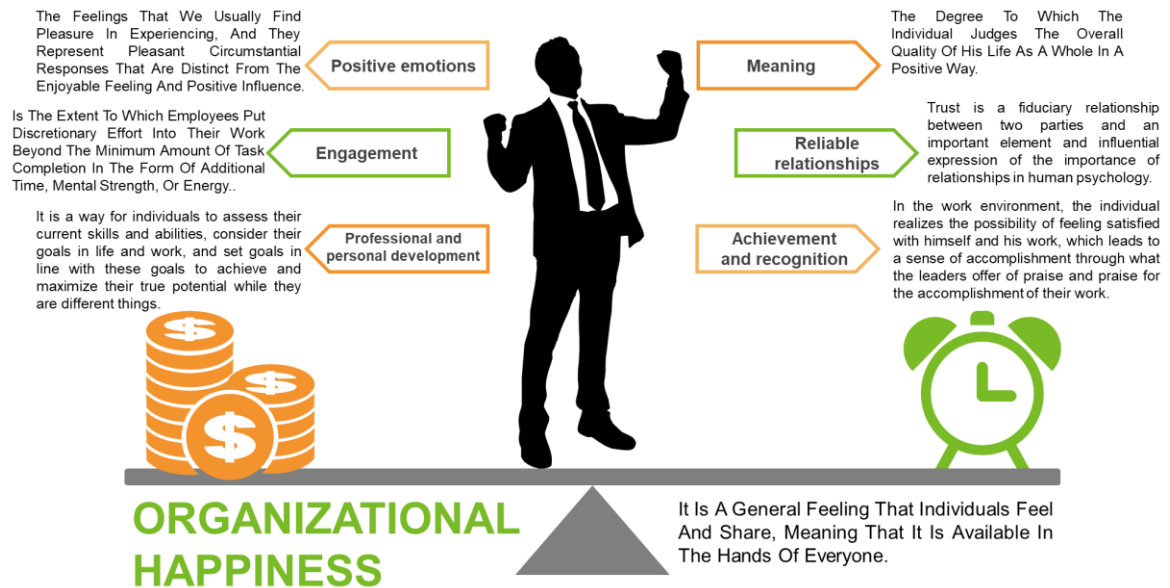 The Feelings That We Usually Find
Pleasure In Experiencing, And They
Represent Pleasant Circumstantial
Responses That Are Distinct From The
Enjoyable Feeling And Positive Influence.
Positive emotions
Meaning
The Degree To Which The
Individual Judges The Overall
Quality Of His Life As A Whole In A
Positive Way.
Is The Extent To Which Employees Put
Discretionary Effort Into Their Work
Beyond The Minimum Amount Of Task
Completion In The Form Of Additional
Time, Mental Strength, Or Energy..
Engagement
Reliable
relationships
Trust is a fiduciary relationship
between two parties and an
important element and influential
expression of the importance of
relationships in human psychology.
It is a way for individuals to assess their
current skills and abilities, consider their
goals in life and work, and set goals in
line with these goals to achieve and
maximize their true potential while they
are different things.
Professional and
personal development
Achievement
and recognition
In the work environment, the individual
realizes the possibility of feeling satisfied
with himself and his work, which leads to
a sense of accomplishment through what
the leaders offer of praise and praise for
the accomplishment of their work.
$
$
$
ORGANIZATIONAL
HAPPINESS
It Is A General Feeling That Individuals Feel
And Share, Meaning That It Is Available In
The Hands Of Everyone.